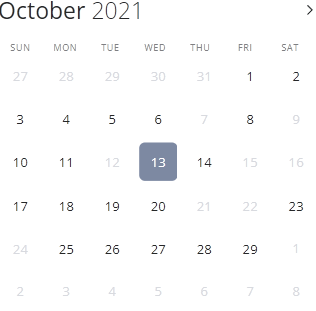 October 2021
SUN MON TUE WED THU FRI SAT
27 28 29 30 31 1 2
3 4 5 6 7 8 9
10 11 12 13 14 15 16
17 18 19 20 21 22 23
24 25 26 27 28 29 1
2 3 4 5 6 7 8